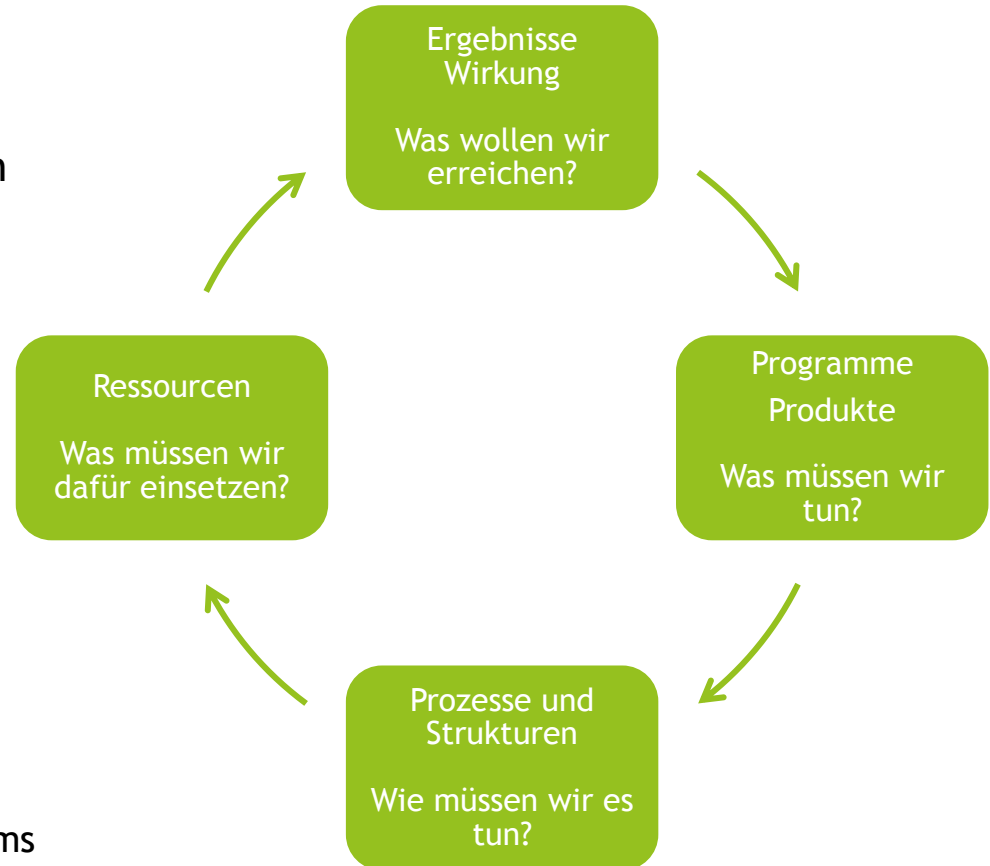 Ergebnisse
Wirkung
Was wollen wir
erreichen?
Programme
Produkte
Was müssen wir
tun?
Prozesse und
Strukturen
Wie müssen wir es
tun?
Ressourcen
Was müssen wir
dafür einsetzen?